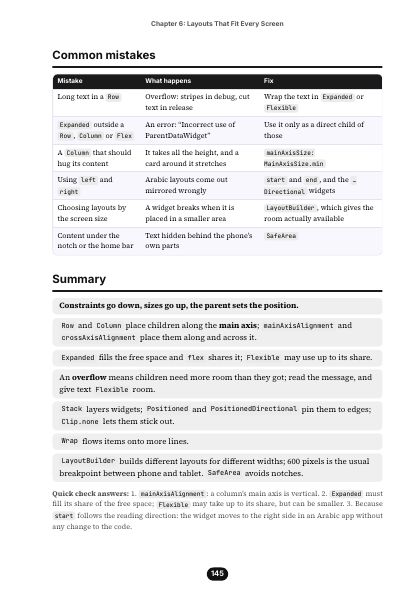 Chapter 6: Layouts That Fit Every Screen
Common mistakes
Mistake What happens Fix
Long text in a Row Overflow: stripes in debug, cut Wrap the text in Expanded or
text in release Flexible
Expanded outside a An error: “Incorrect use of Use it only as a direct child of
Row, Column or Flex ParentDataWidget” those
A Column that should It takes all the height, and a mainAxisSize:
hug its content card around it stretches MainAxisSize.min
Using left and Arabic layouts come out start and end, and the …
right mirrored wrongly Directional widgets
Choosing layouts by A widget breaks when it is LayoutBuilder, which gives the
the screen size placed in a smaller area room actually available
Content under the Text hidden behind the phone's SafeArea
notch or the home bar own parts
Summary
Constraints go down, sizes go up, the parent sets the position.
Row and Column place children along the main axis; mainAxisAlignment and
crossAxisAlignment place them along and across it.
Expanded fills the free space and flex shares it; Flexible may use up to its share.
An overflow means children need more room than they got; read the message, and
give text Flexible room.
Stack layers widgets; Positioned and PositionedDirectional pin them to edges;
Clip.none lets them stick out.
Wrap flows items onto more lines.
LayoutBuilder builds different layouts for different widths; 600 pixels is the usual
breakpoint between phone and tablet. SafeArea avoids notches.
Quick check answers: 1. mainAxisAlignment: a column's main axis is vertical. 2. Expanded must
fill its share of the free space; Flexible may take up to its share, but can be smaller. 3. Because
start follows the reading direction: the widget moves to the right side in an Arabic app without
any change to the code.
145